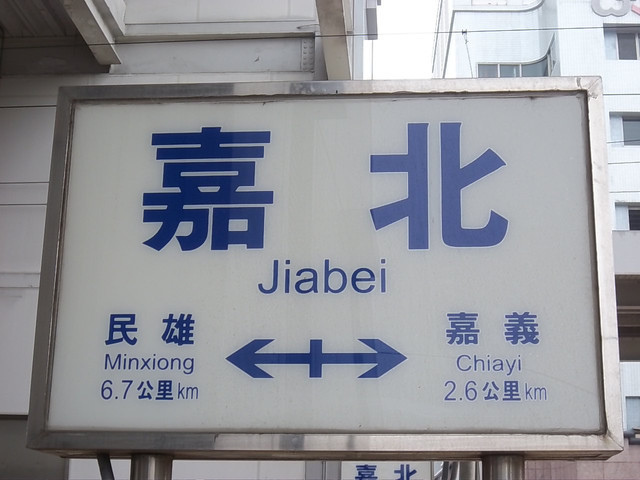 嘉北
Jiabei
民雄
Minxiong
6.7公里km
嘉義
Chiayi
2.6公里km
嘉北